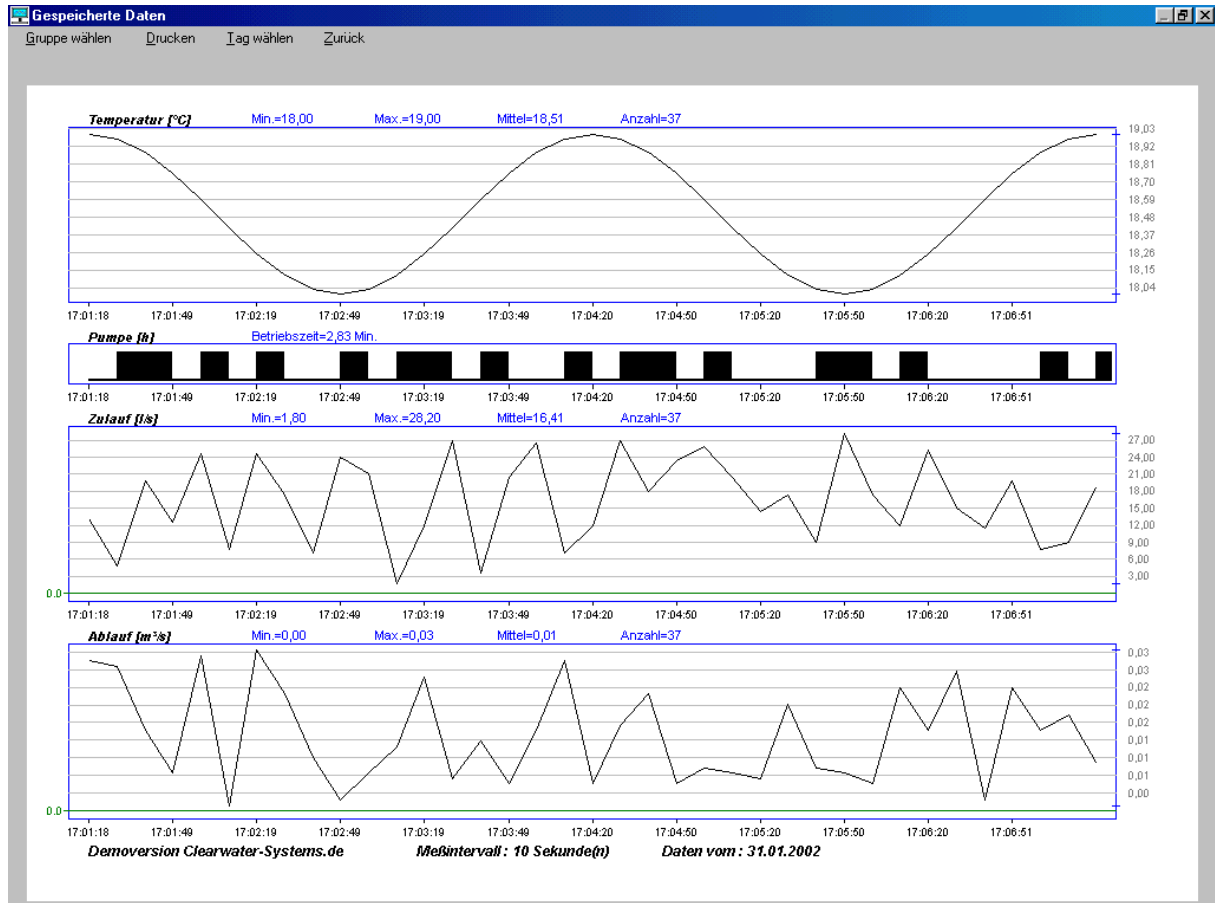 Gespeicherte Daten
Gruppe wählen Drucken Tag wählen Zurück
Temperatur [°C] Min.=18,00 Max.=19,00 Mittel=18,51 Anzahl=37
19,03
18,92
18,81
18,70
18,59
18,48
18,37
18,26
18,15
18,04
17:01:18 17:01:49 17:02:19 17:02:49 17:03:19 17:03:49 17:04:20 17:04:50 17:05:20 17:05:50 17:06:20 17:06:51
Pumpe [h] Betriebszeit=2,83 Min.
17:01:18 17:01:49 17:02:19 17:02:49 17:03:19 17:03:49 17:04:20 17:04:50 17:05:20 17:05:50 17:06:20 17:06:51
Zulauf [l/s] Min.=1,80 Max.=28,20 Mittel=16,41 Anzahl=37
27,00
24,00
21,00
18,00
15,00
12,00
9,00
6,00
3,00
0.0
17:01:18 17:01:49 17:02:19 17:02:49 17:03:19 17:03:49 17:04:20 17:04:50 17:05:20 17:05:50 17:06:20 17:06:51
Ablauf [m³/s] Min.=0,00 Max.=0,03 Mittel=0,01 Anzahl=37
0,03
0,03
0,02
0,02
0,02
0,01
0,01
0,01
0,00
0.0
17:01:18 17:01:49 17:02:19 17:02:49 17:03:19 17:03:49 17:04:20 17:04:50 17:05:20 17:05:50 17:06:20 17:06:51
Demoversion Clearwater-Systems.de Meßintervall : 10 Sekunde(n) Daten vom : 31.01.2002